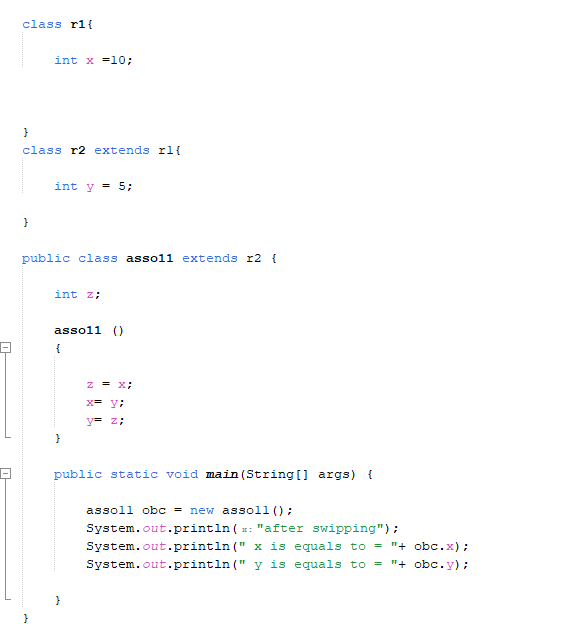 class r1{
int x =10;
}
class r2 extends r1{
int y = 5;
}
public class asso11 extends r2 {
int z;
asso11 ()
{
z = x;
x= y;
y= z;
}
public static void main(String[] args) {
asso11 obc = new asso11();
System.out.println( x: "after swipping");
System.out.println(" x is equals to = "+ obc.x);
System.out.println(" y is equals to = "+ obc.y);
}
}